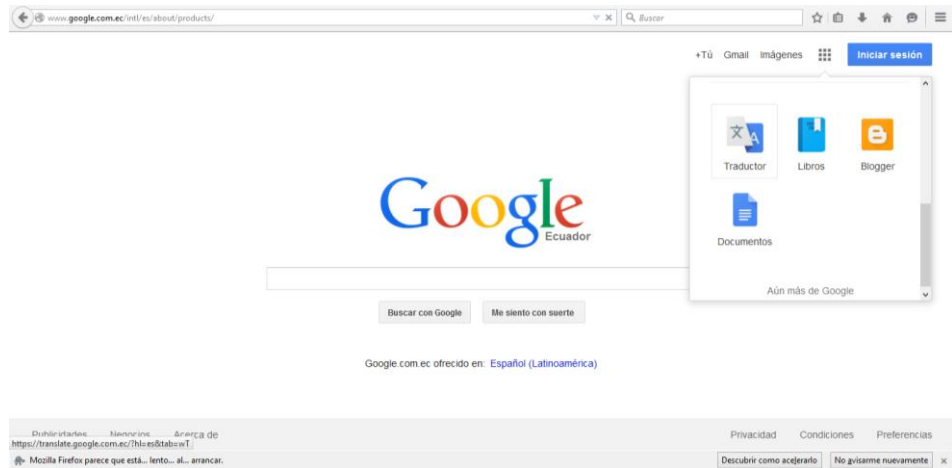 www.google.com.ec/intl/es/about/products/
Buscar
+Tú Gmail Imágenes Iniciar sesión
Traductor Libros Blogger
Documentos
Aún más de Google
Google
Ecuador
Buscar con Google Me siento con suerte
Google.com.ec ofrecido en: Español (Latinoamérica)
Publicidades Negocios Acerca de Privacidad Condiciones Preferencias
https://translate.google.com.ec/?hl=es&tab=wT
Mozilla Firefox parece que está... lento... al... arrancar. Descubrir como acelerarlo No avisarme nuevamente